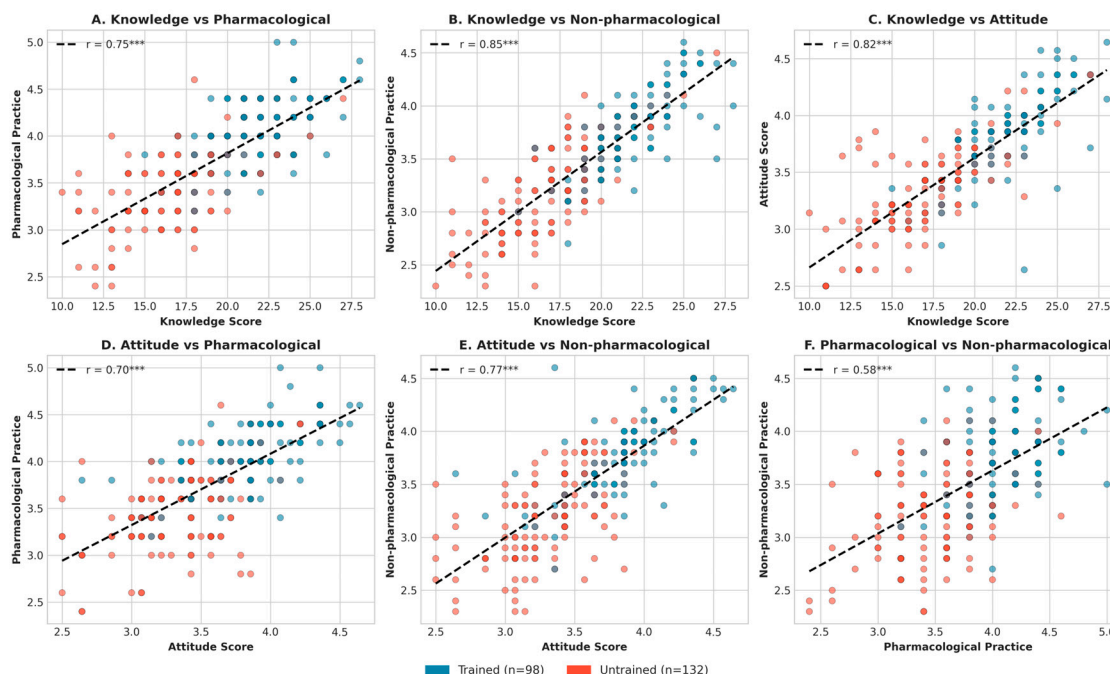 A. Knowledge vs Pharmacological
r = 0.75***
5.0
4.5
4.0
3.5
3.0
2.5
Pharmacological Practice
10.0 12.5 15.0 17.5 20.0 22.5 25.0 27.5
Knowledge Score
B. Knowledge vs Non-pharmacological
r = 0.85***
4.5
4.0
3.5
3.0
2.5
Non-pharmacological Practice
10.0 12.5 15.0 17.5 20.0 22.5 25.0 27.5
Knowledge Score
C. Knowledge vs Attitude
r = 0.82***
4.5
4.0
3.5
3.0
2.5
Attitude Score
10.0 12.5 15.0 17.5 20.0 22.5 25.0 27.5
Knowledge Score
D. Attitude vs Pharmacological
r = 0.70***
5.0
4.5
4.0
3.5
3.0
2.5
Pharmacological Practice
2.5 3.0 3.5 4.0 4.5
Attitude Score
E. Attitude vs Non-pharmacological
r = 0.77***
4.5
4.0
3.5
3.0
2.5
Non-pharmacological Practice
2.5 3.0 3.5 4.0 4.5
Attitude Score
F. Pharmacological vs Non-pharmacological
r = 0.58***
4.5
4.0
3.5
3.0
2.5
Non-pharmacological Practice
2.5 3.0 3.5 4.0 4.5 5.0
Pharmacological Practice
Trained (n=98) Untrained (n=132)